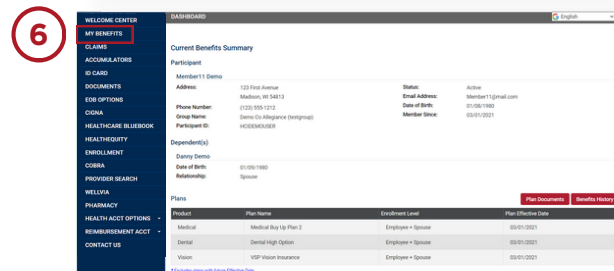 6
WELCOME CENTER
MY BENEFITS
CLAIMS
ACCUMULATORS
ID CARD
DOCUMENTS
EOB OPTIONS
CIGNA
HEALTHCARE BLUEBOOK
HEALTHEQUITY
ENROLLMENT
COBRA
PROVIDER SEARCH
WELLVIA
PHARMACY
HEALTH ACCT OPTIONS
REIMBURSEMENT ACCT
CONTACT US
DASHBOARD
English
Current Benefits Summary
Participant
Member11 Demo
Address: 123 First Avenue
Madison, WI 54813
Phone Number: (123) 555-1212
Group Name: Demo Co Allegiance (testgroup)
Participant ID: HCIDEMOUSER
Status: Active
Email Address: Member11@mail.com
Date of Birth: 01/08/1980
Member Since: 03/01/2021
Dependent(s)
Danny Demo
Date of Birth: 01/09/1980
Relationship: Spouse
Plans
Plan Documents Benefits History
Product Plan Name Enrollment Level Plan Effective Date
Medical Medical Buy Up Plan 2 Employee + Spouse 03/01/2021
Dental Dental High Option Employee + Spouse 03/01/2021
Vision VSP Vision Insurance Employee + Spouse 03/01/2021